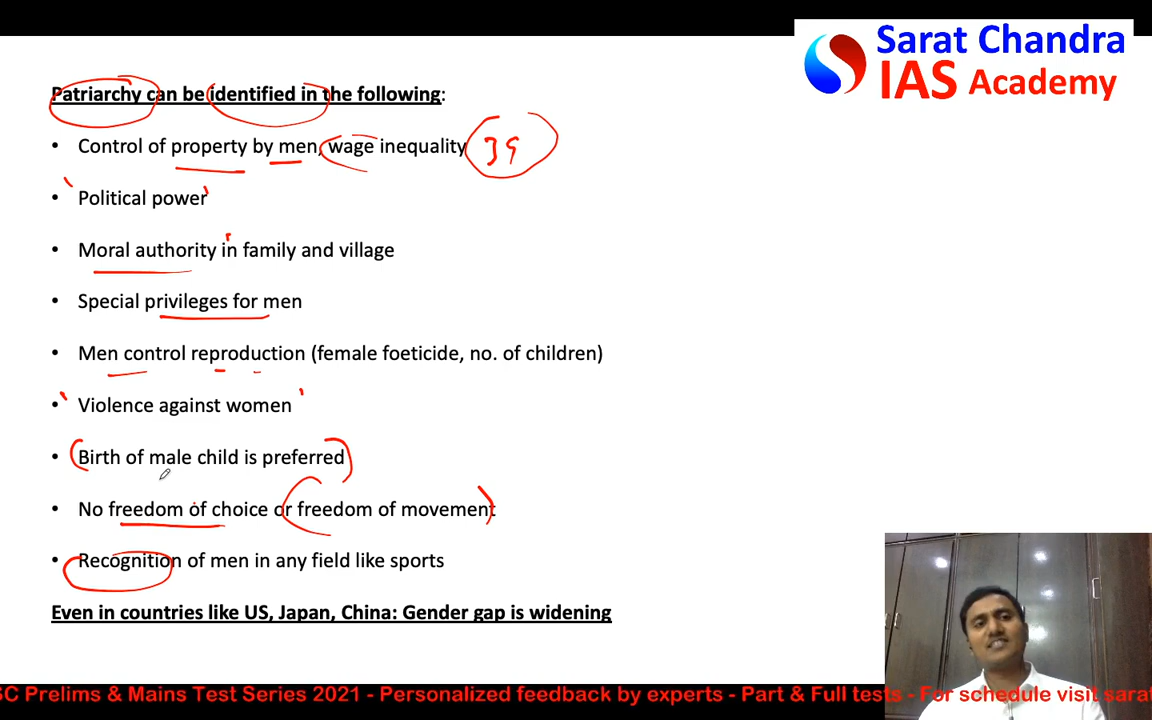 Sarat Chandra
IAS Academy
Patriarchy can be identified in the following:
• Control of property by men, wage inequality 39
• Political power
• Moral authority in family and village
• Special privileges for men
• Men control reproduction (female foeticide, no. of children)
• Violence against women
• Birth of male child is preferred
• No freedom of choice or freedom of movement
• Recognition of men in any field like sports
Even in countries like US, Japan, China: Gender gap is widening
SC Prelims & Mains Test Series 2021 - Personalized feedback by experts - Part & Full tests - For schedule visit sarat